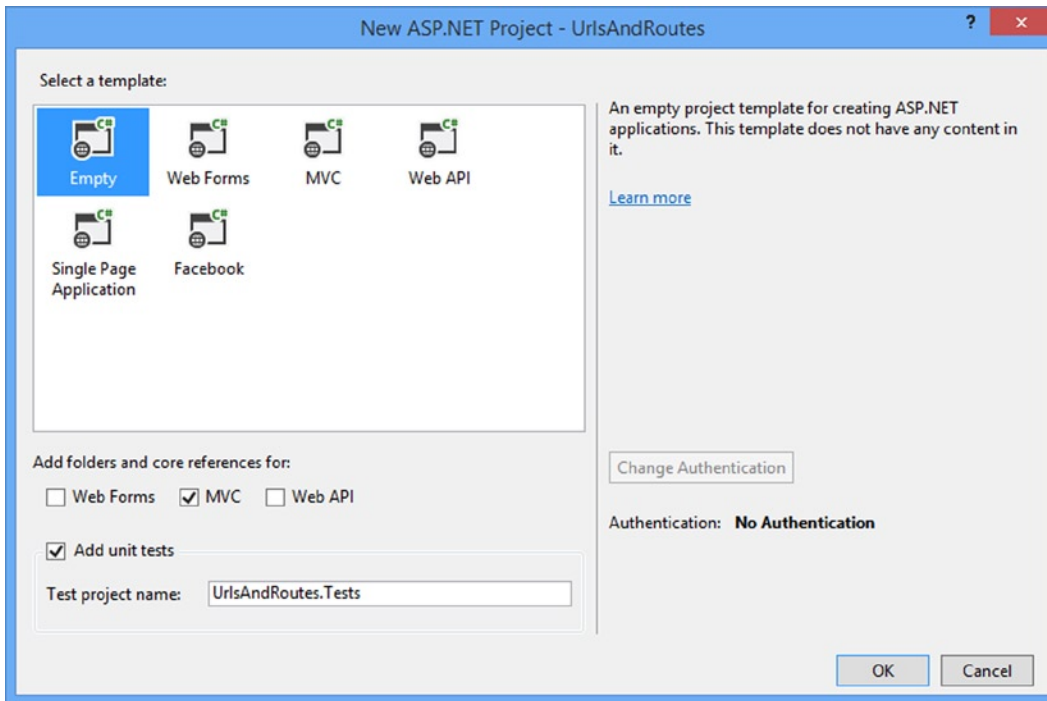 New ASP.NET Project - UrlsAndRoutes
?
×
Select a template:
C#
C#
C#
C#
Empty
Web Forms
MVC
Web API
C#
C#
Single Page
Application
Facebook
An empty project template for creating ASP.NET
applications. This template does not have any content in
it.
Learn more
Add folders and core references for:
Web Forms
MVC
Web API
Change Authentication
Authentication: No Authentication
Add unit tests
Test project name:
UrlsAndRoutes.Tests
OK
Cancel